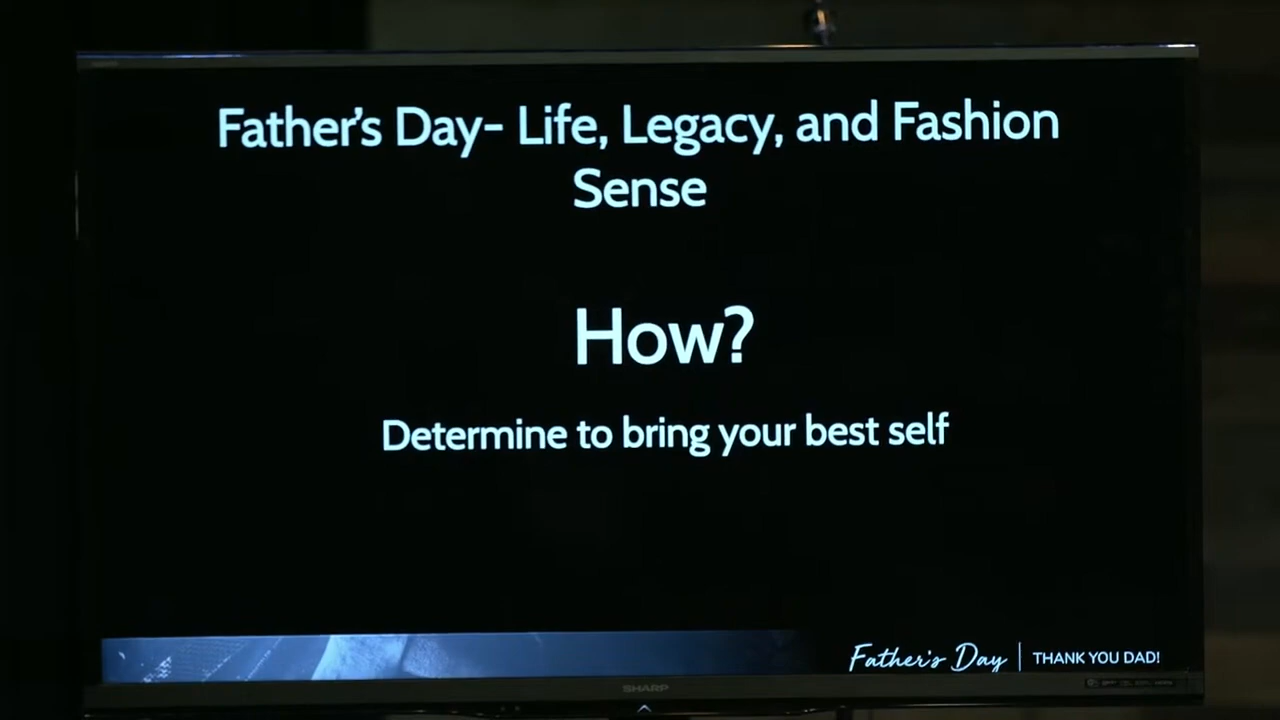 Father's Day- Life, Legacy, and Fashion
Sense
How?
Determine to bring your best self
Father's Day | THANK YOU DAD!
SHARP